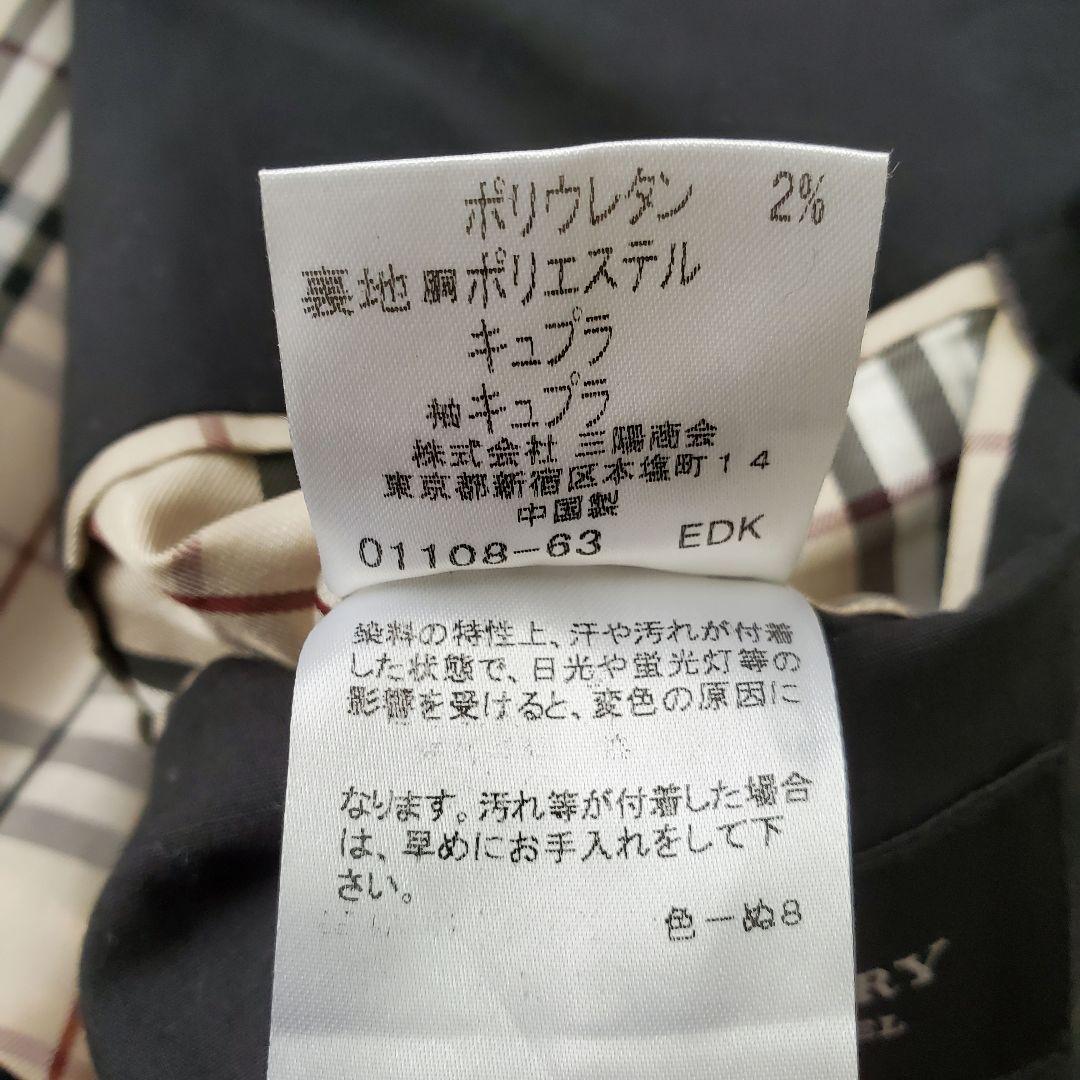 ポリウレタン 2%
裏地 胴 ポリエステル
キュプラ
袖 キュプラ
株式会社 三陽商会
東京都新宿区本塩町14
中国製
01108-63 EDK
染料の特性上、汗や汚れが付着
した状態で、日光や蛍光灯等の
影響を受けると、変色の原因に
なります。汚れ等が付着した場合
は、早めにお手入れをして下
さい。
色-ぬ8
RY
EL